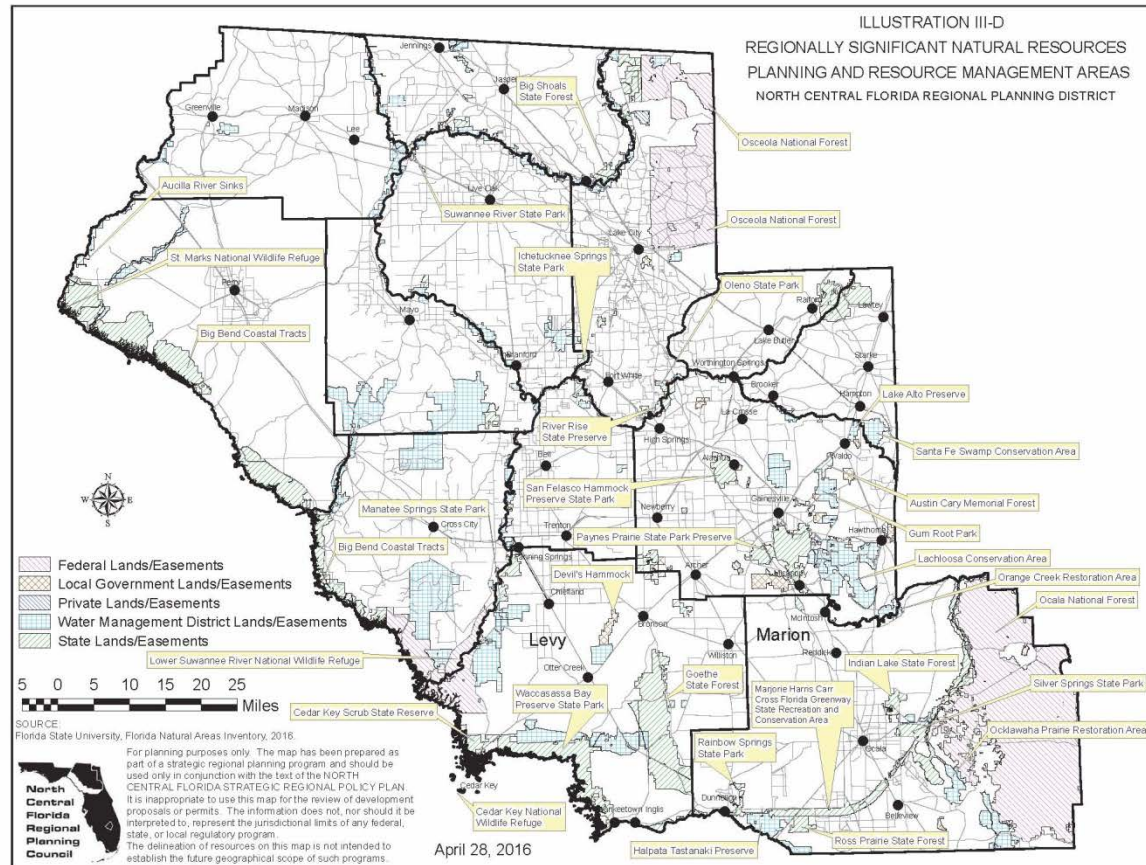 ILLUSTRATION III-D
REGIONALLY SIGNIFICANT NATURAL RESOURCES
PLANNING AND RESOURCE MANAGEMENT AREAS
NORTH CENTRAL FLORIDA REGIONAL PLANNING DISTRICT
Jennings
Jasper
Big Shoals
State Forest
Greenville
Madison
Lee
Osceola National Forest
Aucilla River Sinks
Live Oak
Suwannee River State Park
Osceola National Forest
Lake City
Ichetucknee Springs
State Park
St. Marks National Wildlife Refuge
Oleno State Park
Perry
Raiford
Lawtey
Big Bend Coastal Tracts
Mayo
Lake Butler
Starke
Branford
Worthington Springs
Fort White
Brooker
Hampton
Lake Alto Preserve
La Crosse
River Rise
State Preserve
High Springs
Waldo
Santa Fe Swamp Conservation Area
Bell
Alachua
San Felasco Hammock
Preserve State Park
Austin Cary Memorial Forest
Manatee Springs State Park
Gainesville
Newberry
Cross City
Trenton
Paynes Prairie State Park Preserve
Gum Root Park
Hawthorne
Big Bend Coastal Tracts
Fanning Springs
Lachloosa Conservation Area
Devil's Hammock
Archer
Micanopy
Orange Creek Restoration Area
Chiefland
Ocala National Forest
Bronson
McIntosh
Levy
Marion
Williston
Reddick
Indian Lake State Forest
Lower Suwannee River National Wildlife Refuge
Otter Creek
Goethe
State Forest
Silver Springs State Park
Waccasassa Bay
Preserve State Park
Marjorie Harris Carr
Cross Florida Greenway
State Recreation and
Conservation Area
Cedar Key Scrub State Reserve
Ocklawaha Prairie Restoration Area
Rainbow Springs
State Park
Ocala
Cedar Key
Dunnellon
Cedar Key National
Wildlife Refuge
Yankeetown Inglis
Belleview
Ross Prairie State Forest
Halpata Tastanaki Preserve
April 28, 2016
N
W
E
S
Federal Lands/Easements
Local Government Lands/Easements
Private Lands/Easements
Water Management District Lands/Easements
State Lands/Easements
5 0 5 10 15 20 25
Miles
SOURCE:
Florida State University, Florida Natural Areas Inventory, 2016.
For planning purposes only. The map has been prepared as
part of a strategic regional planning program and should be
used only in conjunction with the text of the NORTH
CENTRAL FLORIDA STRATEGIC REGIONAL POLICY PLAN.
It is inappropriate to use this map for the review of development
proposals or permits. The information does not, nor should it be
interpreted to, represent the jurisdictional limits of any federal,
state, or local regulatory program.
The delineation of resources on this map is not intended to
establish the future geographical scope of such programs.
North
Central
Florida
Regional
Planning
Council